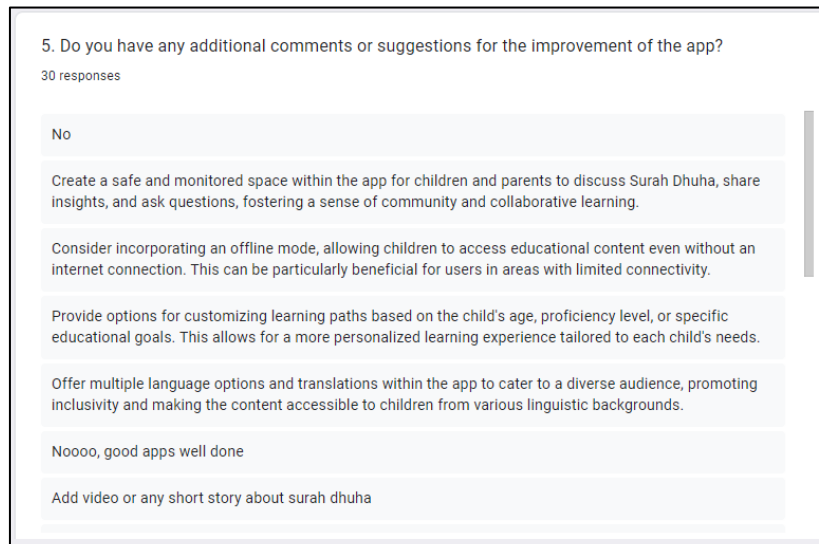 5. Do you have any additional comments or suggestions for the improvement of the app?
30 responses
No
Create a safe and monitored space within the app for children and parents to discuss Surah Dhuha, share
insights, and ask questions, fostering a sense of community and collaborative learning.
Consider incorporating an offline mode, allowing children to access educational content even without an
internet connection. This can be particularly beneficial for users in areas with limited connectivity.
Provide options for customizing learning paths based on the child's age, proficiency level, or specific
educational goals. This allows for a more personalized learning experience tailored to each child's needs.
Offer multiple language options and translations within the app to cater to a diverse audience, promoting
inclusivity and making the content accessible to children from various linguistic backgrounds.
Noooo, good apps well done
Add video or any short story about surah dhuha